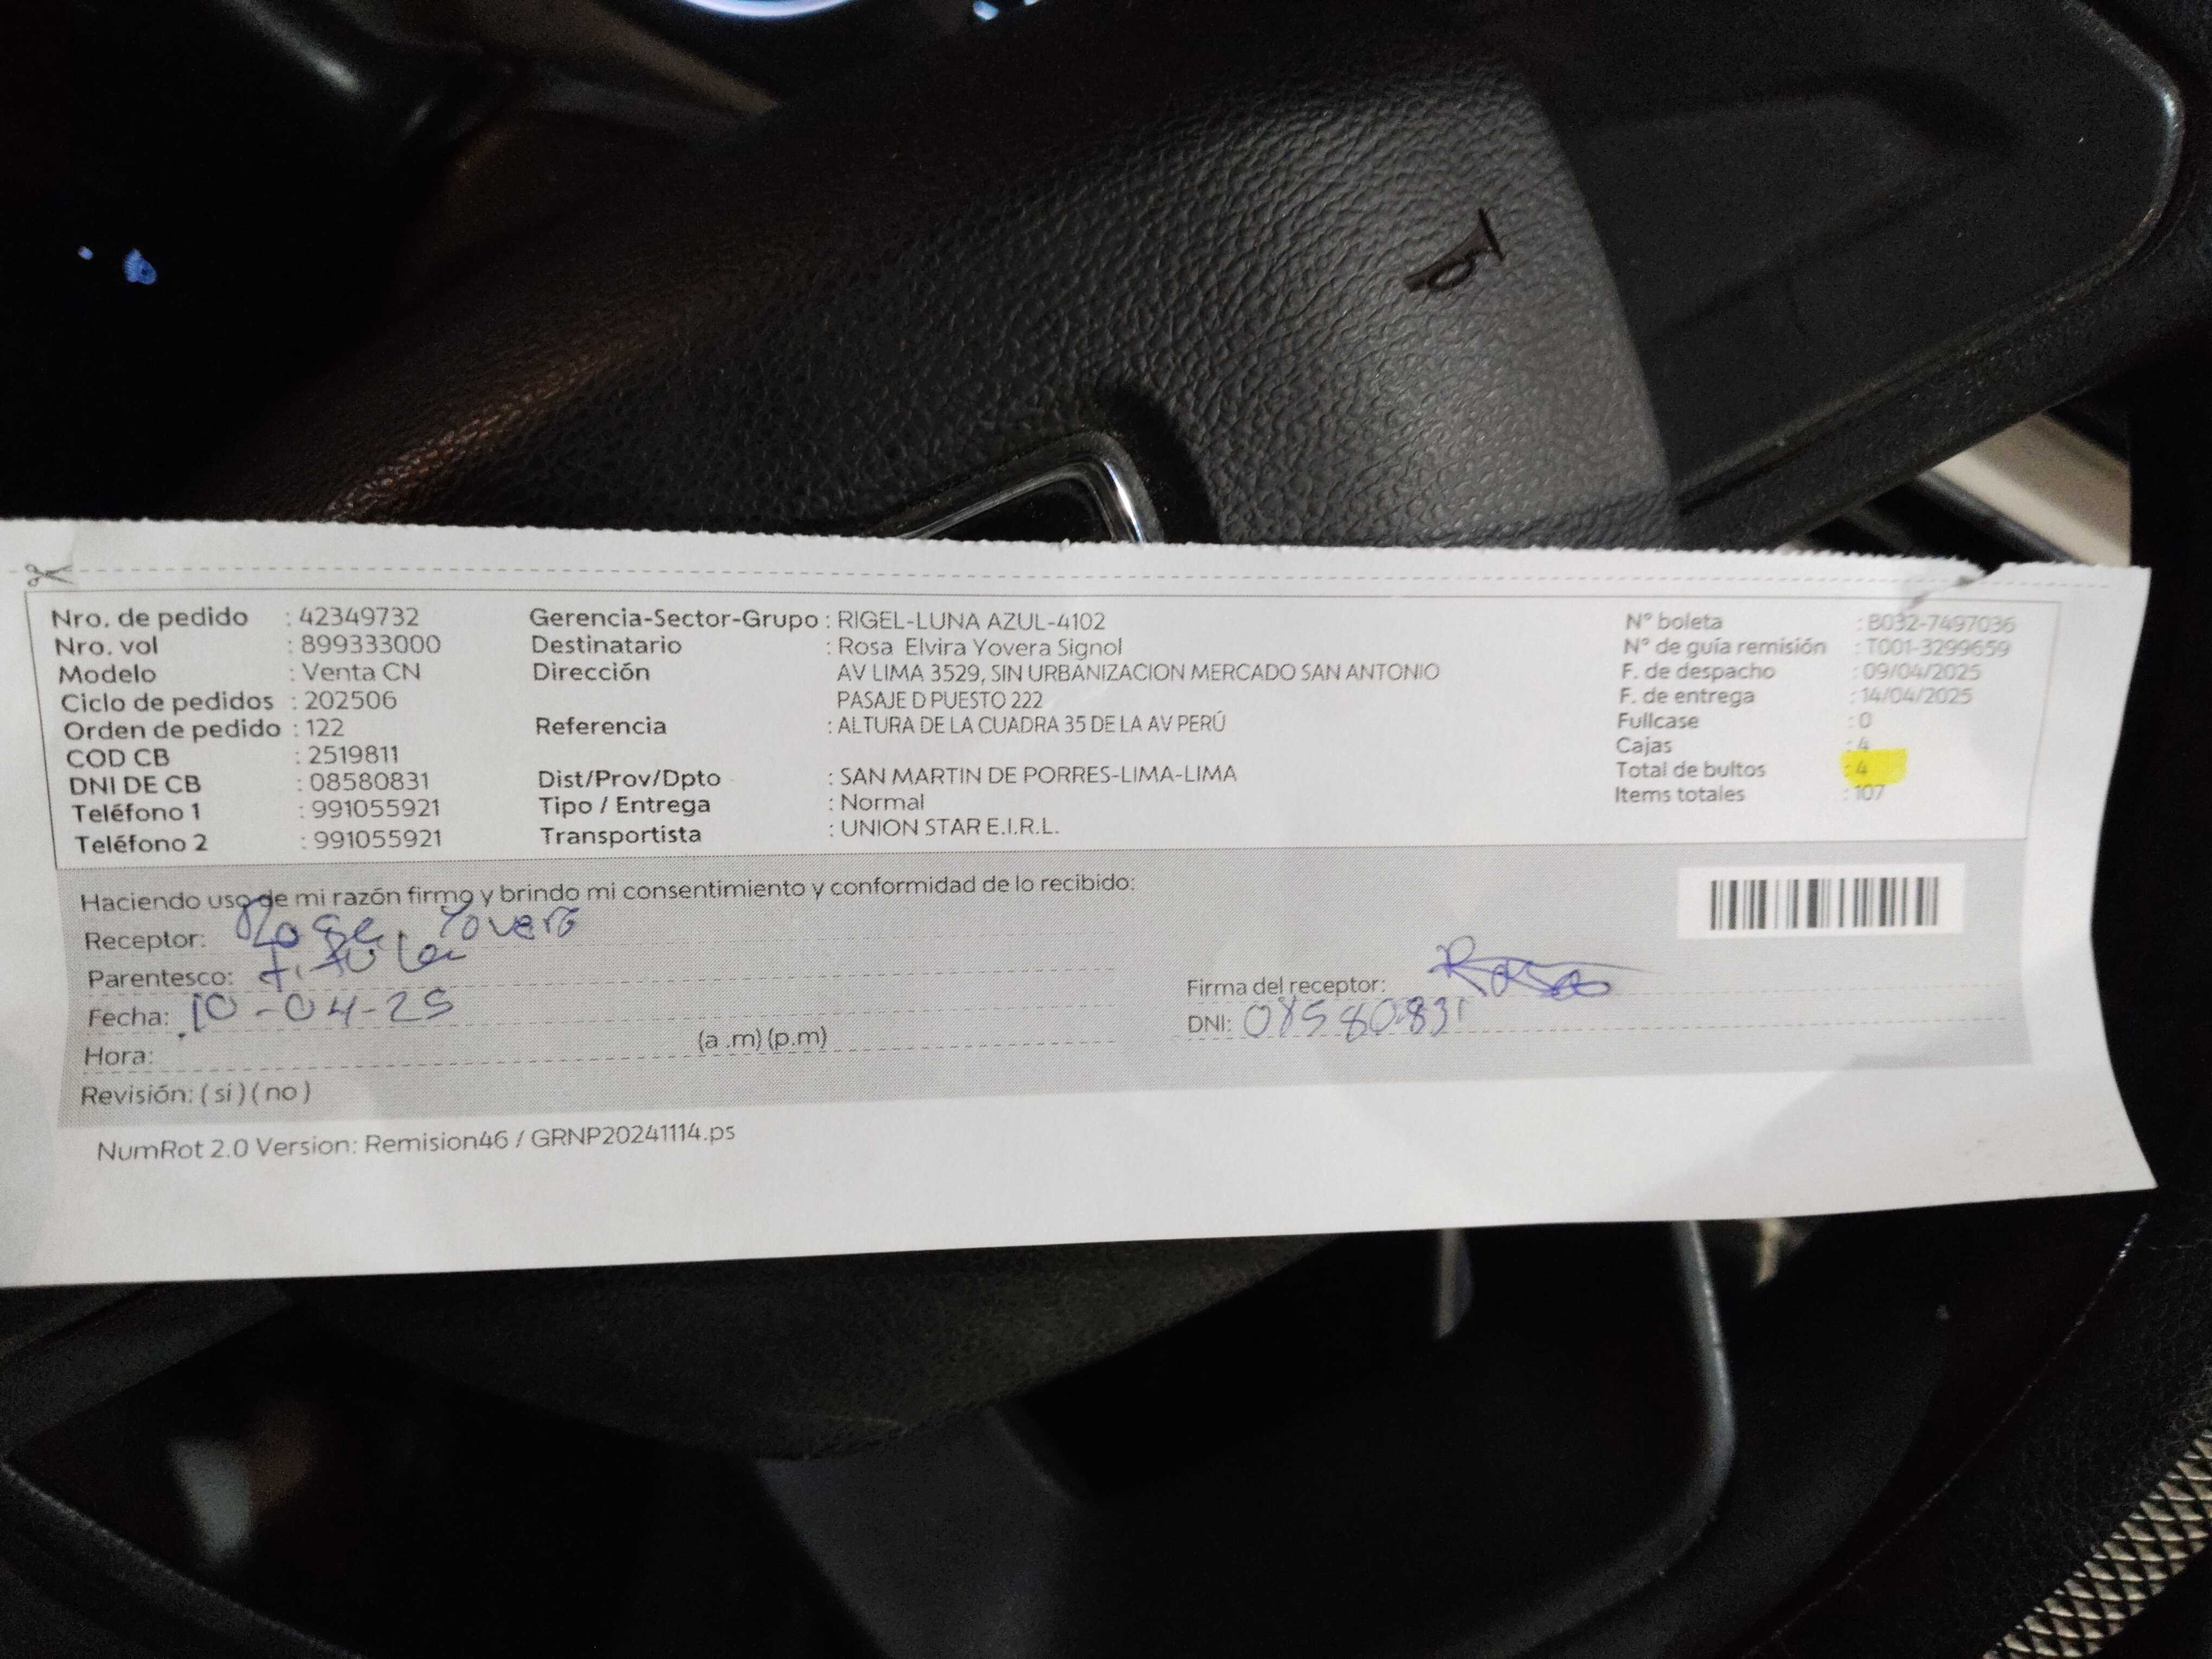 Nro. de pedido : 42349732
Nro. vol : 899333000
Modelo : Venta CN
Ciclo de pedidos : 202506
Orden de pedido : 122
COD CB : 2519811
DNI DE CB : 08580831
Teléfono 1 : 991055921
Teléfono 2 : 991055921
Gerencia-Sector-Grupo : RIGEL-LUNA AZUL-4102
Destinatario : Rosa Elvira Yovera Signol
Dirección AV LIMA 3529, SIN URBANIZACION MERCADO SAN ANTONIO
PASAJE D PUESTO 222
Referencia : ALTURA DE LA CUADRA 35 DE LA AV PERÚ
Dist/Prov/Dpto : SAN MARTIN DE PORRES-LIMA-LIMA
Tipo / Entrega : Normal
Transportista : UNION STAR E.I.R.L.
N° boleta : B032-7497036
N° de guía remisión : T001-3299659
F. de despacho : 09/04/2025
F. de entrega : 14/04/2025
Fullcase : 0
Cajas : 4
Total de bultos : 4
Items totales : 107
Haciendo uso de mi razón firmo y brindo mi consentimiento y conformidad de lo recibido:
Receptor: Rosa Yovera
Parentesco: titular
Fecha: 10-04-25
Hora: (a .m) (p.m)
Revisión: ( si ) ( no )
Firma del receptor: Rosa
DNI: 08580831
NumRot 2.0 Version: Remision46 / GRNP20241114.ps